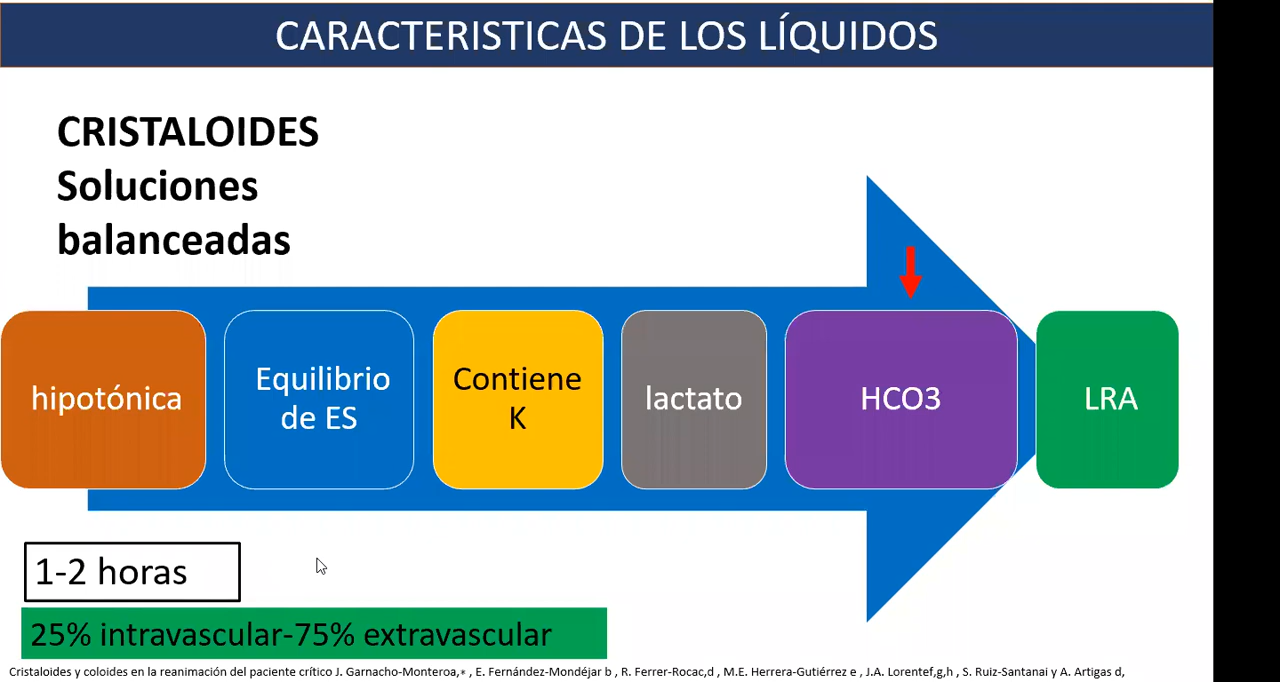 CARACTERISTICAS DE LOS LÍQUIDOS
CRISTALOIDES
Soluciones
balanceadas
hipotónica
Equilibrio
de ES
Contiene
K
lactato
HCO3
LRA
1-2 horas
25% intravascular-75% extravascular
Cristaloides y coloides en la reanimación del paciente crítico J. Garnacho-Monteroa,∗ , E. Fernández-Mondéjar b , R. Ferrer-Rocac,d , M.E. Herrera-Gutiérrez e , J.A. Lorentef,g,h , S. Ruiz-Santanai y A. Artigas d,